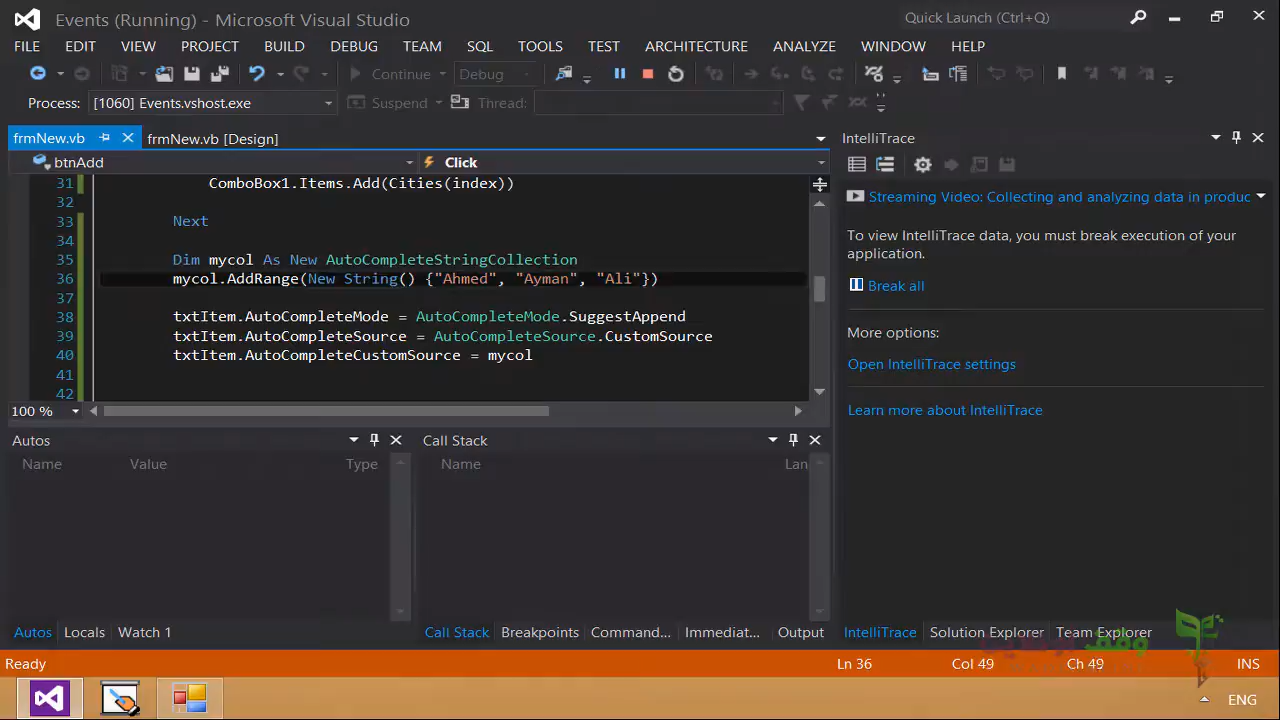 Events (Running) - Microsoft Visual Studio
Quick Launch (Ctrl+Q)
FILE EDIT VIEW PROJECT BUILD DEBUG TEAM SQL TOOLS TEST ARCHITECTURE ANALYZE WINDOW HELP
Continue Debug
Process: [1060] Events.vshost.exe Suspend Thread:
frmNew.vb frmNew.vb [Design]
btnAdd Click
31 ComboBox1.Items.Add(Cities(index))
32
33 Next
34
35 Dim mycol As New AutoCompleteStringCollection
36 mycol.AddRange(New String() {"Ahmed", "Ayman", "Ali"})
37
38 txtItem.AutoCompleteMode = AutoCompleteMode.SuggestAppend
39 txtItem.AutoCompleteSource = AutoCompleteSource.CustomSource
40 txtItem.AutoCompleteCustomSource = mycol
41
42
100 %
IntelliTrace
Streaming Video: Collecting and analyzing data in produc
To view IntelliTrace data, you must break execution of your
application.
Break all
More options:
Open IntelliTrace settings
Learn more about IntelliTrace
Autos
Name Value Type
Call Stack
Name Lan
Autos Locals Watch 1
Call Stack Breakpoints Command... Immediat... Output
IntelliTrace Solution Explorer Team Explorer
Ready Ln 36 Col 49 Ch 49 INS
ENG